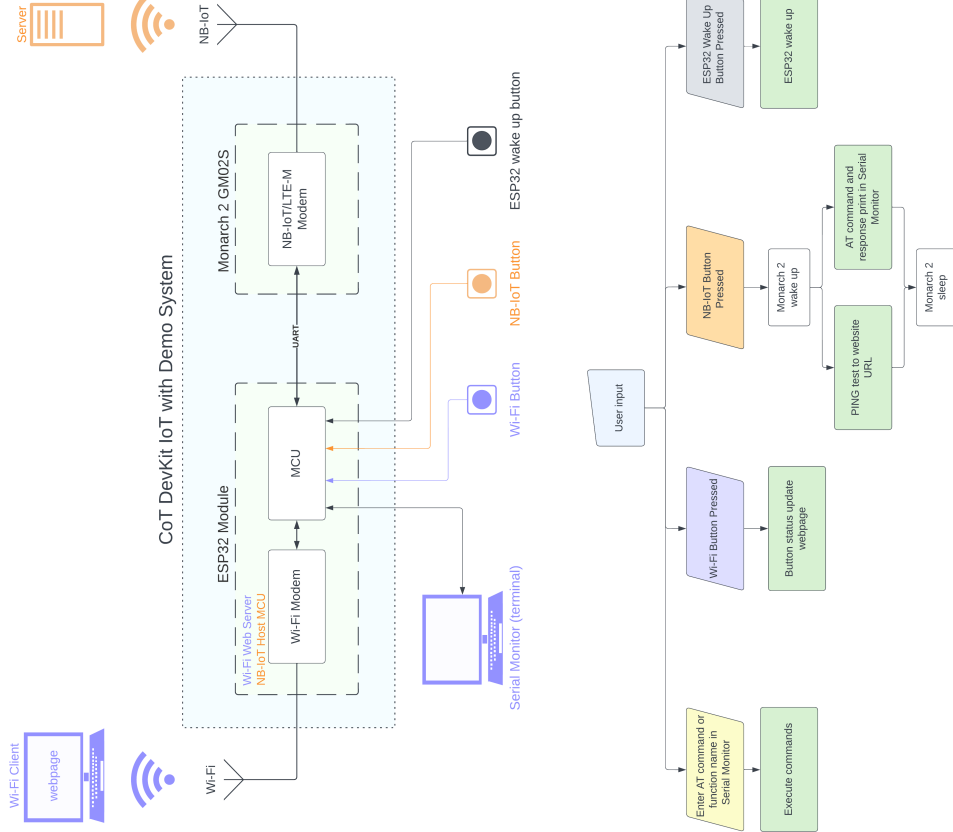 CoT DevKit IoT with Demo System
Wi-Fi Client
webpage
Wi-Fi
Server
NB-IoT
ESP32 Module
Wi-Fi Web Server
NB-IoT Host MCU
Wi-Fi Modem
MCU
UART
Monarch 2 GM02S
NB-IoT/LTE-M
Modem
Serial Monitor (terminal)
Wi-Fi Button
NB-IoT Button
ESP32 wake up button
User input
Enter AT command or
function name in
Serial Monitor
Execute commands
Wi-Fi Button Pressed
Button status update
webpage
NB-IoT Button
Pressed
Monarch 2
wake up
PING test to website
URL
AT command and
response print in Serial
Monitor
Monarch 2
sleep
ESP32 Wake Up
Button Pressed
ESP32 wake up